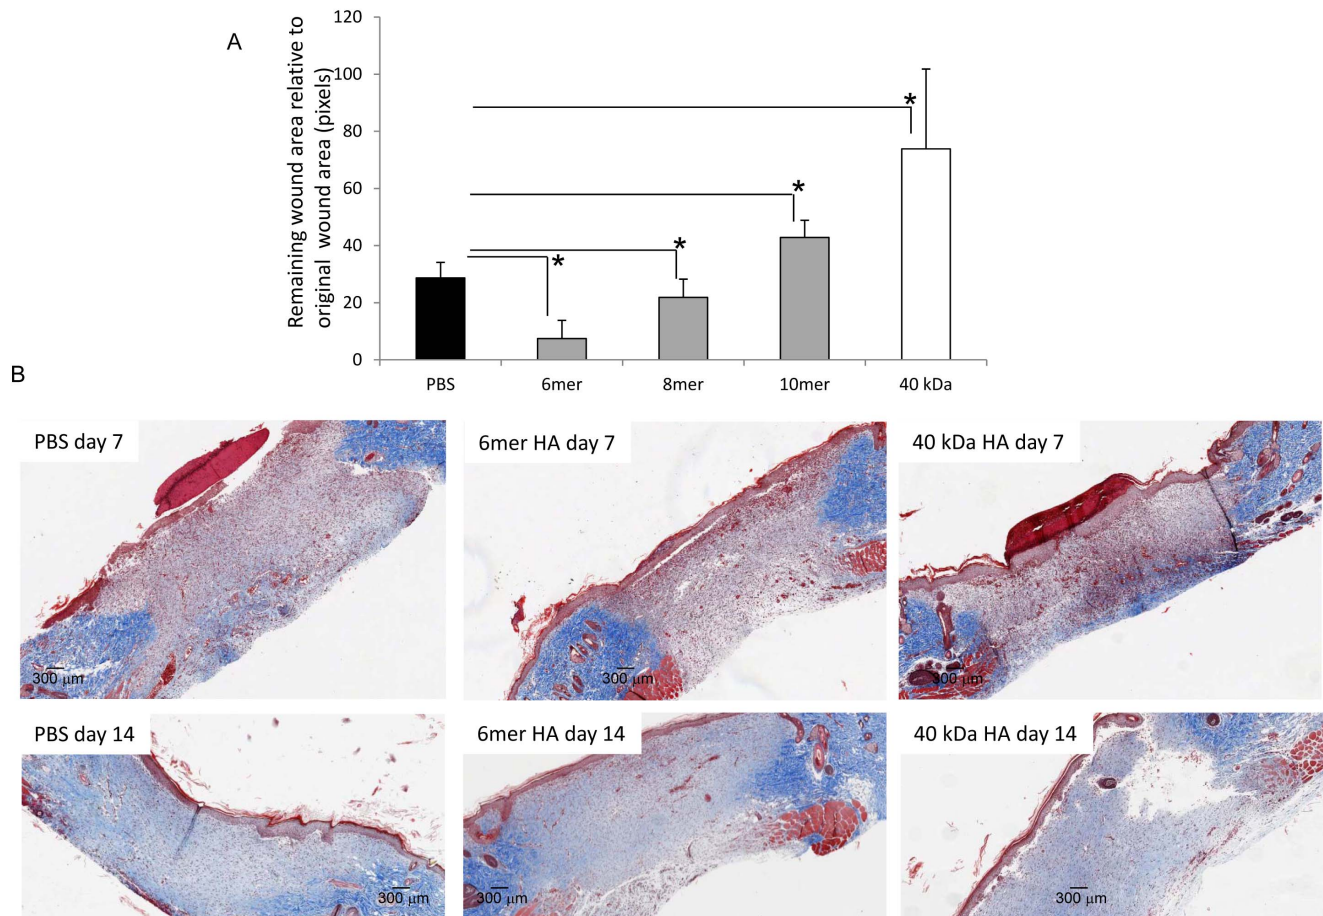 A
Remaining wound area relative to
original wound area (pixels)
120
100
80
60
40
20
0
*
*
*
*
PBS
6mer
8mer
10mer
40 kDa
B
PBS day 7
300 μm
6mer HA day 7
300 μm
40 kDa HA day 7
300 μm
PBS day 14
300 μm
6mer HA day 14
300 μm
40 kDa HA day 14
300 μm